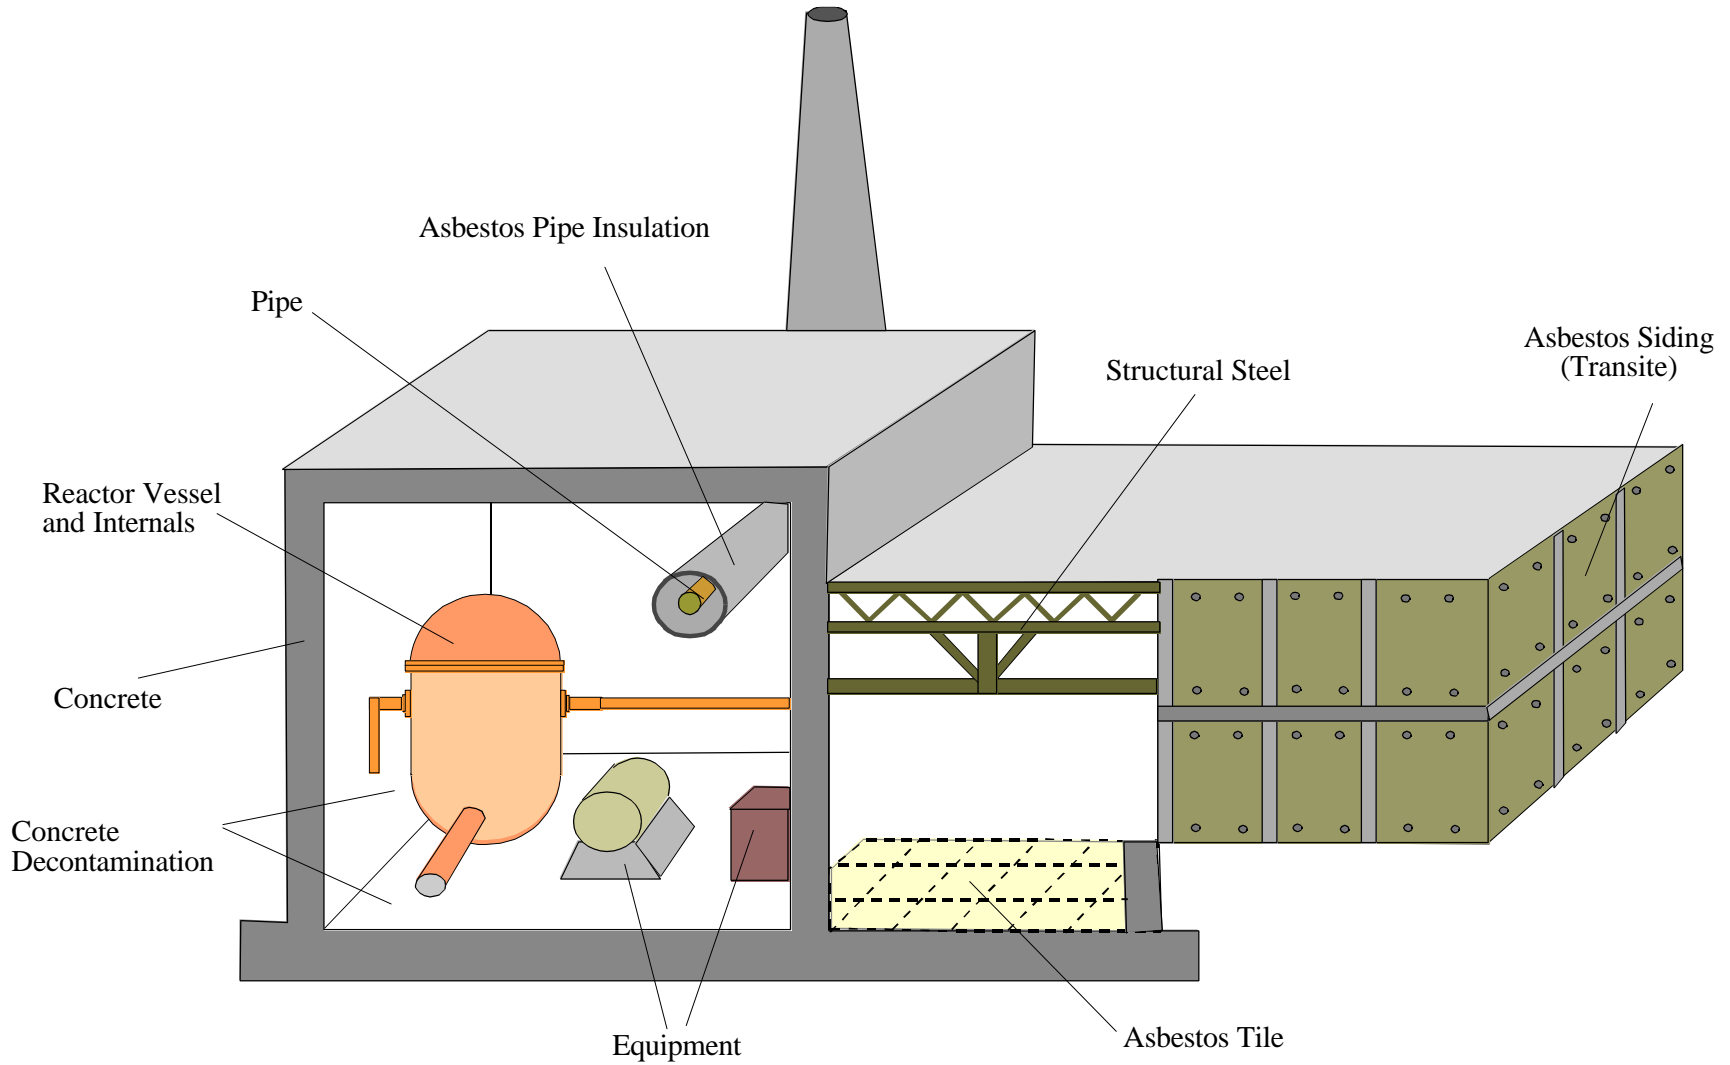 Asbestos Pipe Insulation
Pipe
Asbestos Siding
(Transite)
Structural Steel
Reactor Vessel
and Internals
Concrete
Concrete
Decontamination
Equipment
Asbestos Tile